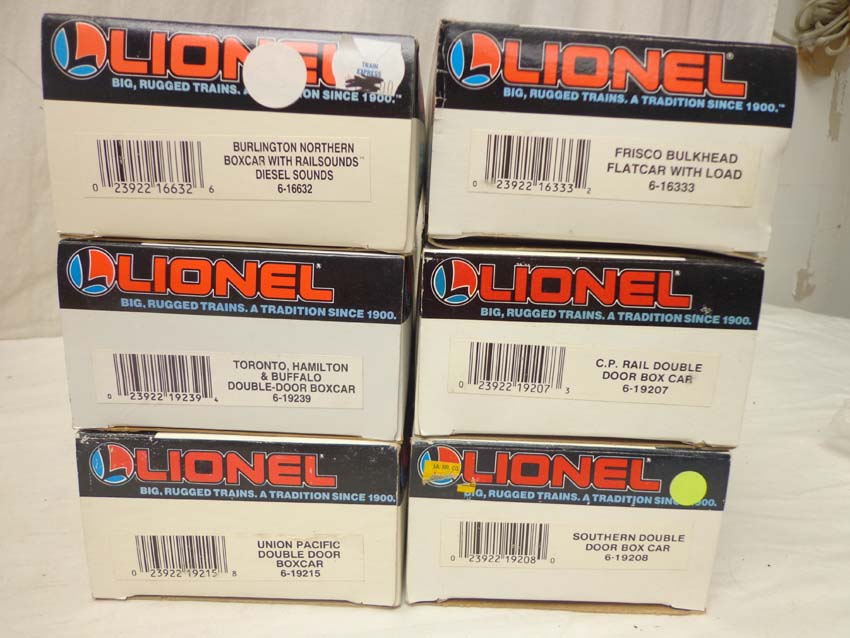 LIONEL
TRAIN
EXPRESS
BIG, RUGGED TRAINS. A TRADITION SINCE 1900.™
BURLINGTON NORTHERN
BOXCAR WITH RAILSOUNDS™
DIESEL SOUNDS
6-16632
0 23922 16632 6
LIONEL®
BIG, RUGGED TRAINS. A TRADITION SINCE 1900.™
FRISCO BULKHEAD
FLATCAR WITH LOAD
6-16333
0 23922 16333 2
LIONEL®
BIG, RUGGED TRAINS. A TRADITION SINCE 1900.
TORONTO, HAMILTON
& BUFFALO
DOUBLE-DOOR BOXCAR
6-19239
0 23922 19239 4
LIONEL®
BIG, RUGGED TRAINS. A TRADITION SINCE 1900.
C.P. RAIL DOUBLE
DOOR BOX CAR
6-19207
0 23922 19207 3
LIONEL®
BIG, RUGGED TRAINS. A TRADITION SINCE 1900.
UNION PACIFIC
DOUBLE DOOR
BOXCAR
6-19215
0 23922 19215 8
LIONEL®
BIG, RUGGED TRAINS. A TRADITION SINCE 1900.
SOUTHERN DOUBLE
DOOR BOX CAR
6-19208
0 23922 19208 0